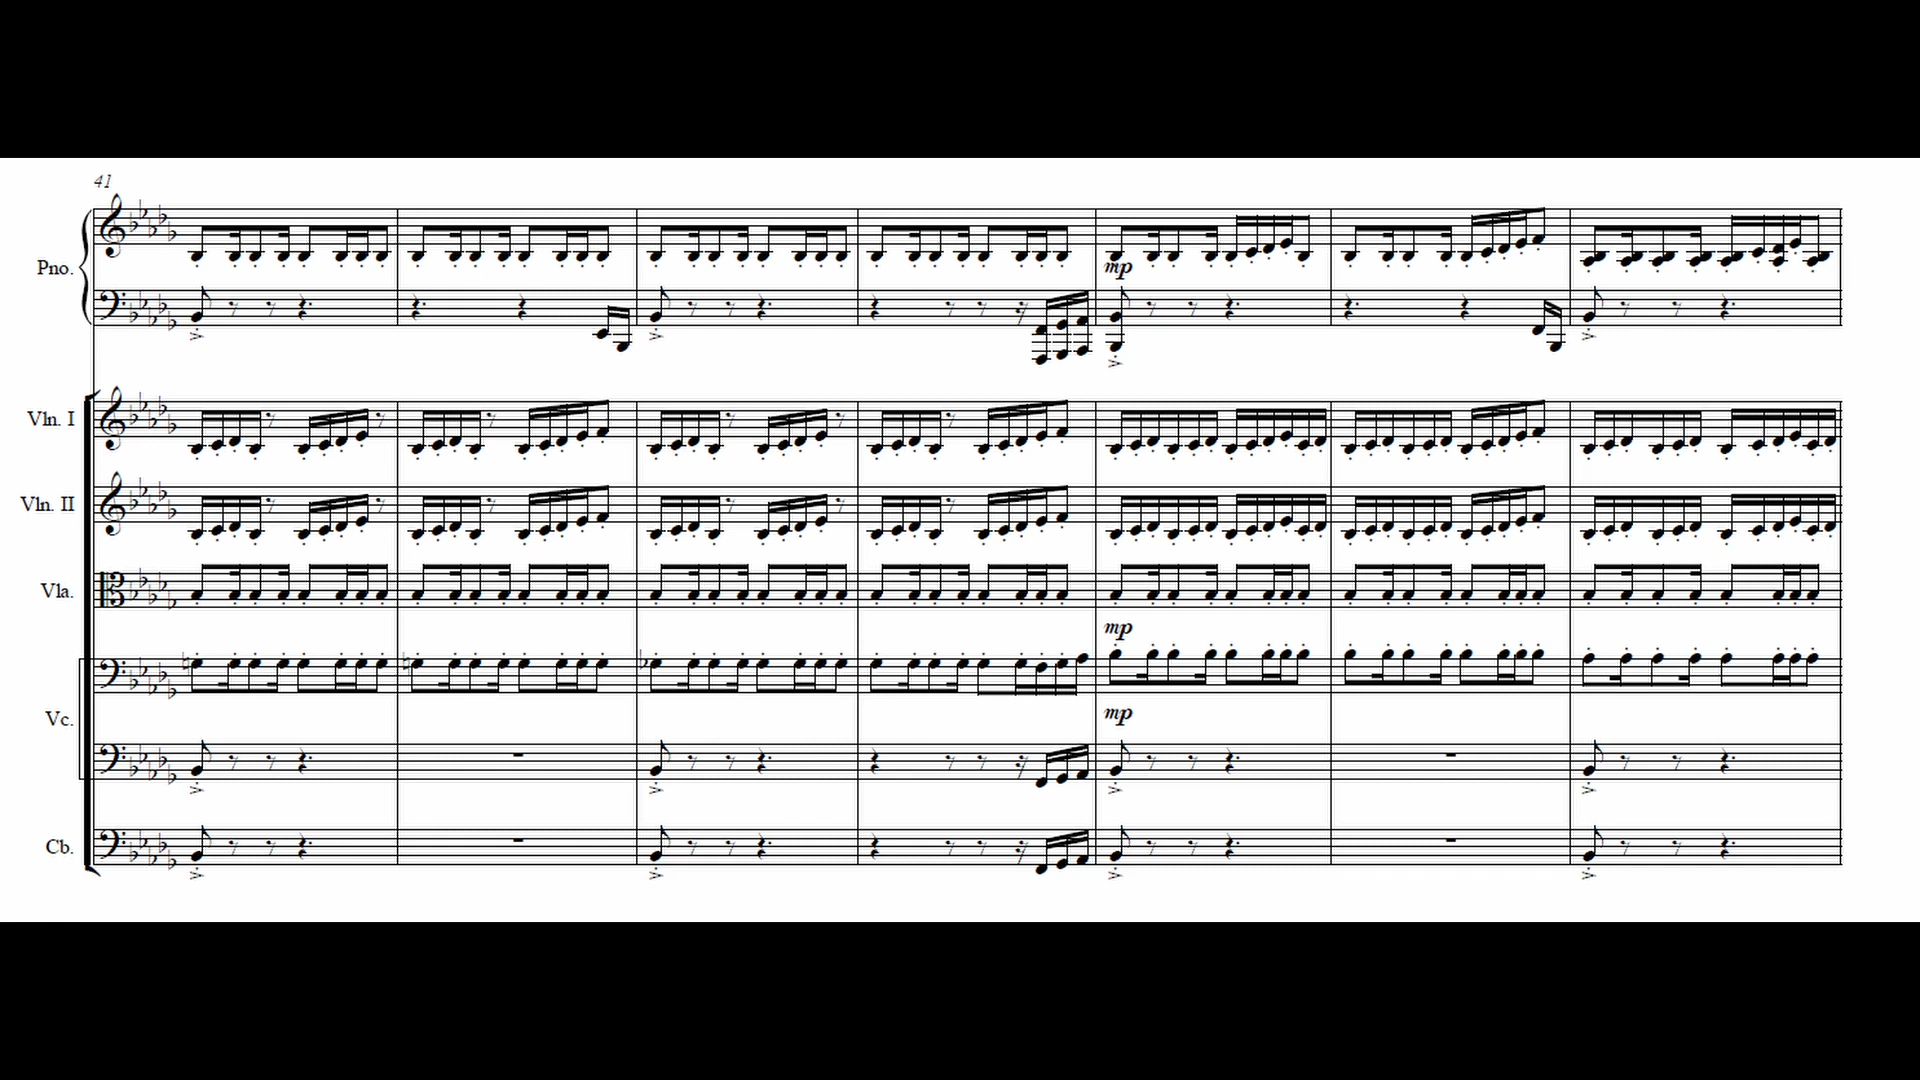 41
Pno.
mp
Vln. I
Vln. II
Vla.
mp
Vc.
mp
Cb.